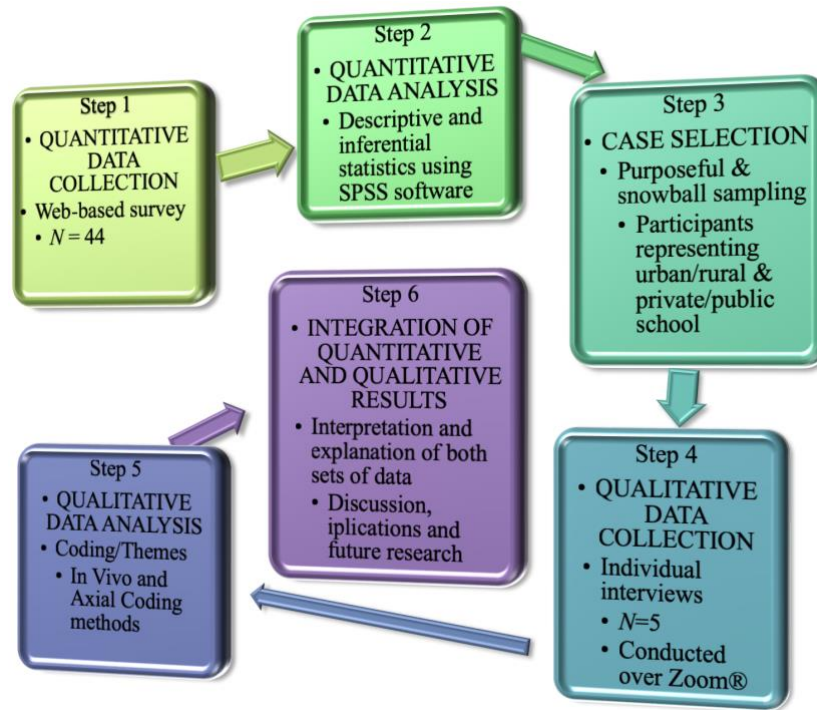 Step 1
• QUANTITATIVE
DATA
COLLECTION
• Web-based survey
• N = 44
Step 2
• QUANTITATIVE
DATA ANALYSIS
• Descriptive and
inferential
statistics using
SPSS software
Step 3
• CASE SELECTION
• Purposeful &
snowball sampling
• Participants
representing
urban/rural &
private/public
school
Step 4
• QUALITATIVE
DATA
COLLECTION
• Individual
interviews
• N=5
• Conducted
over Zoom®
Step 5
• QUALITATIVE
DATA ANALYSIS
• Coding/Themes
• In Vivo and
Axial Coding
methods
Step 6
• INTEGRATION OF
QUANTITATIVE
AND QUALITATIVE
RESULTS
• Interpretation and
explanation of both
sets of data
• Discussion,
iplications and
future research